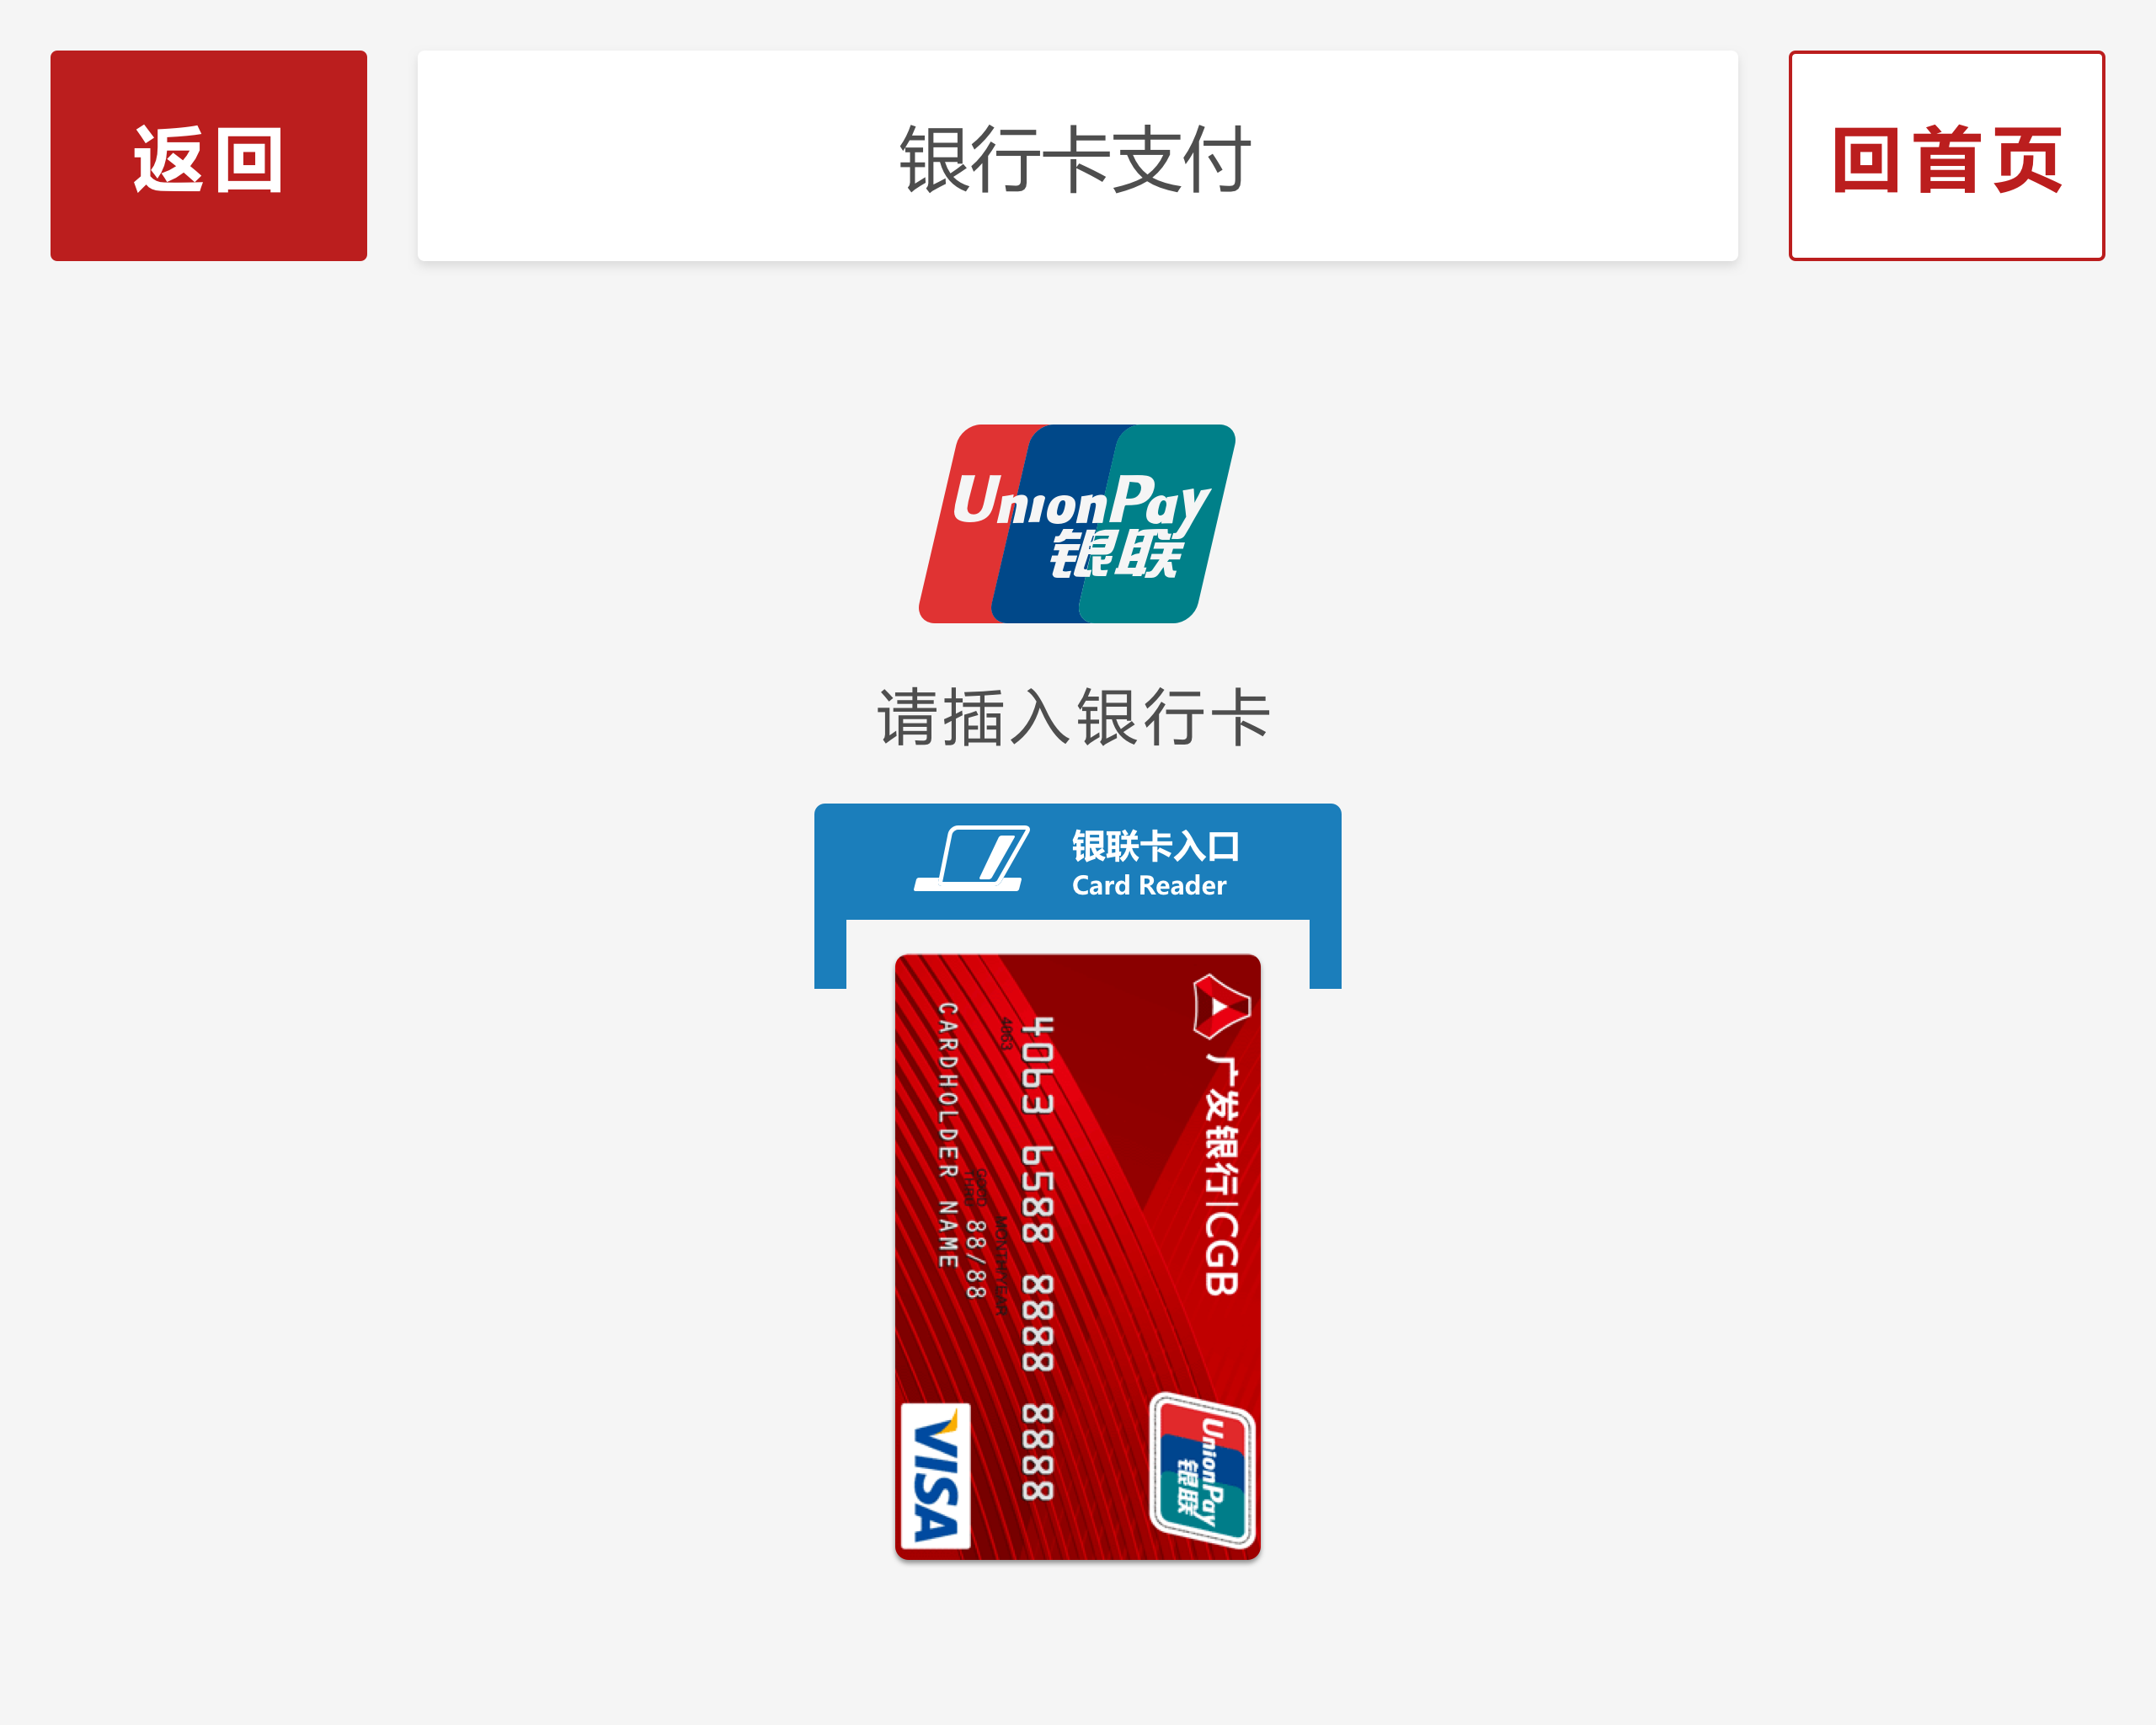 返回
银行卡支付
回首页
UnionPay
银联
请插入银行卡
银联卡入口
Card Reader
广发银行|CGB
4063 6588 8888 8888
4063
MONTH/YEAR
GOOD
THRU
88/88
CARDHOLDER NAME
UnionPay
银联
VISA